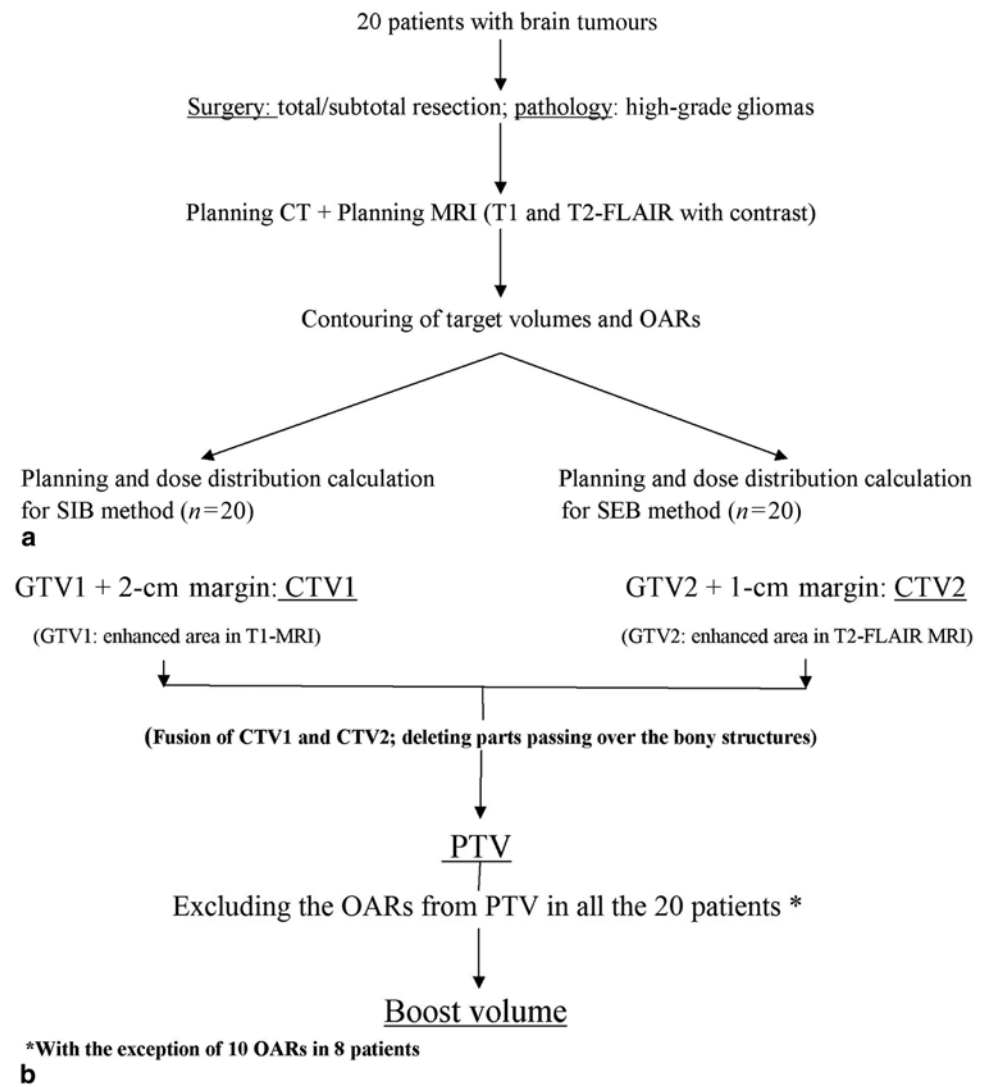 20 patients with brain tumours
Surgery: total/subtotal resection; pathology: high-grade gliomas
Planning CT + Planning MRI (T1 and T2-FLAIR with contrast)
Contouring of target volumes and OARs
Planning and dose distribution calculation
for SIB method (n=20)
Planning and dose distribution calculation
for SEB method (n=20)
a
GTV1 + 2-cm margin: CTV1
(GTV1: enhanced area in T1-MRI)
GTV2 + 1-cm margin: CTV2
(GTV2: enhanced area in T2-FLAIR MRI)
(Fusion of CTV1 and CTV2; deleting parts passing over the bony structures)
PTV
Excluding the OARs from PTV in all the 20 patients *
Boost volume
*With the exception of 10 OARs in 8 patients
b